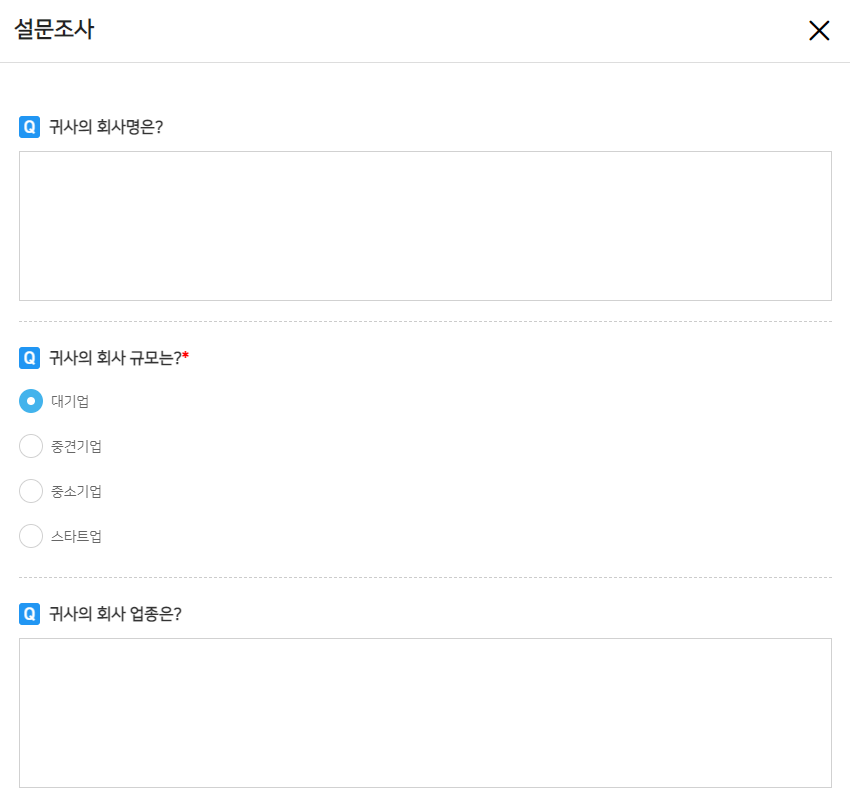 설문조사
Q 귀사의 회사명은?
Q 귀사의 회사 규모는?*
대기업
중견기업
중소기업
스타트업
Q 귀사의 회사 업종은?